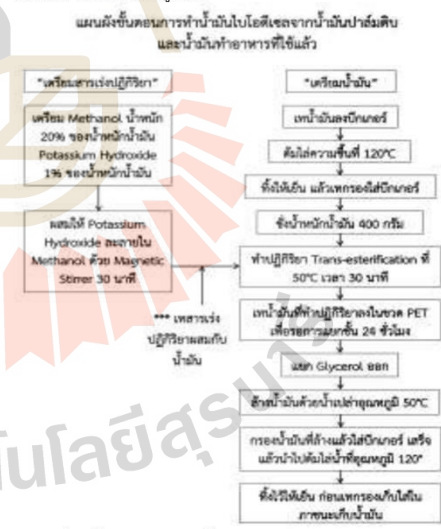 แผนผังขั้นตอนการทำน้ำมันไบโอดีเซลจากน้ำมันปาล์มดิบ
และน้ำมันทำอาหารที่ใช้แล้ว
"เตรียมสารเร่งปฏิกิริยา"
เตรียม Methanol น้ำหนัก
20% ของน้ำหนักน้ำมัน
Potassium Hydroxide
1% ของน้ำหนักน้ำมัน
ผสมให้ Potassium
Hydroxide ละลายใน
Methanol ด้วย Magnetic
Stirrer 30 นาที
*** เทสารเร่ง
ปฏิกิริยาผสมกับ
น้ำมัน
"เตรียมน้ำมัน"
เทน้ำมันลงบีกเกอร์
ต้มไล่ความชื้นที่ 120°C
ทิ้งให้เย็น แล้วเทกรองใส่บีกเกอร์
ชั่งน้ำหนักน้ำมัน 400 กรัม
ทำปฏิกิริยา Trans-esterification ที่
50°C เวลา 30 นาที
เทน้ำมันที่ทำปฏิกิริยาลงในขวด PET
เพื่อรอการแยกชั้น 24 ชั่วโมง
แยก Glycerol ออก
ล้างน้ำมันด้วยน้ำเปล่าอุณหภูมิ 50°C
กรองน้ำมันที่ล้างแล้วใส่บีกเกอร์ เสร็จ
แล้วนำไปต้มไล่น้ำที่อุณหภูมิ 120°
ทิ้งไว้ให้เย็น ก่อนเทกรองเก็บใส่ใน
ภาชนะเก็บน้ำมัน